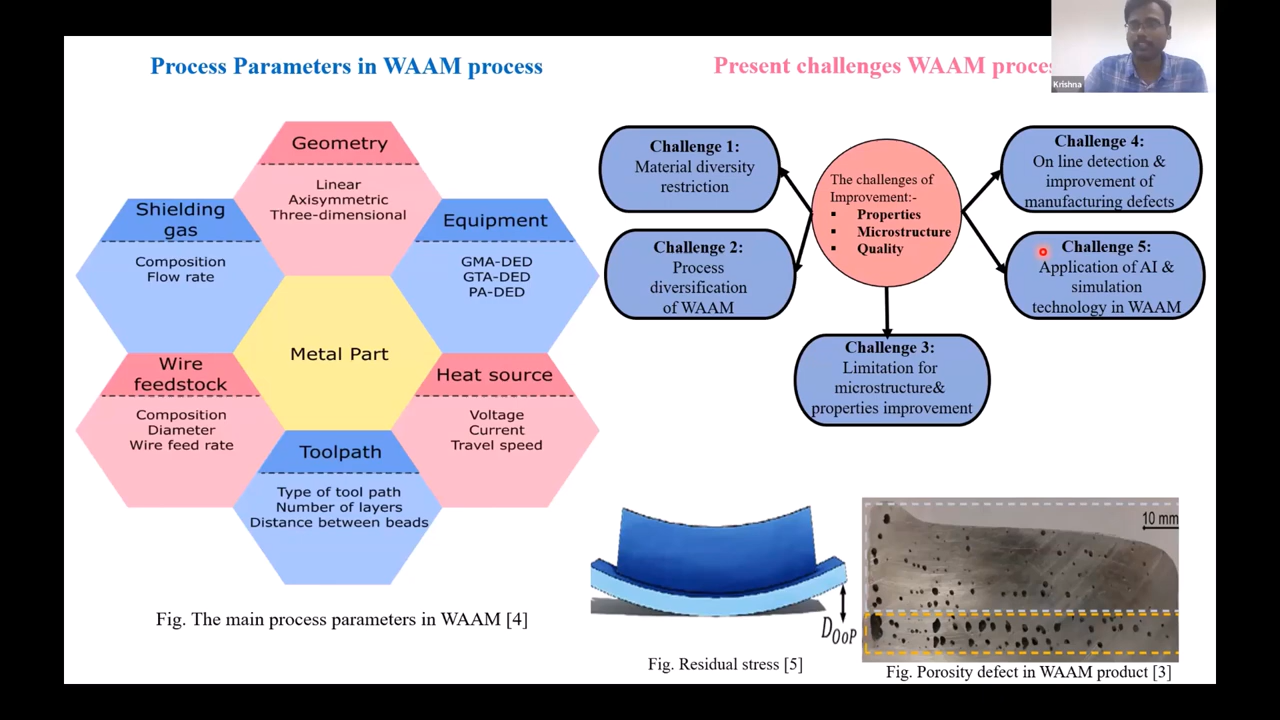 Process Parameters in WAAM process
Geometry
Linear
Axisymmetric
Three-dimensional
Shielding
gas
Composition
Flow rate
Equipment
GMA-DED
GTA-DED
PA-DED
Metal Part
Wire
feedstock
Composition
Diameter
Wire feed rate
Heat source
Voltage
Current
Travel speed
Toolpath
Type of tool path
Number of layers
Distance between beads
Fig. The main process parameters in WAAM [4]
Present challenges WAAM proces
Krishna
Challenge 1:
Material diversity
restriction
Challenge 2:
Process
diversification
of WAAM
The challenges of
Improvement:-
▪ Properties
▪ Microstructure
▪ Quality
Challenge 3:
Limitation for
microstructure&
properties improvement
Challenge 4:
On line detection &
improvement of
manufacturing defects
Challenge 5:
Application of AI &
simulation
technology in WAAM
DOoP
Fig. Residual stress [5]
10 mm
Fig. Porosity defect in WAAM product [3]